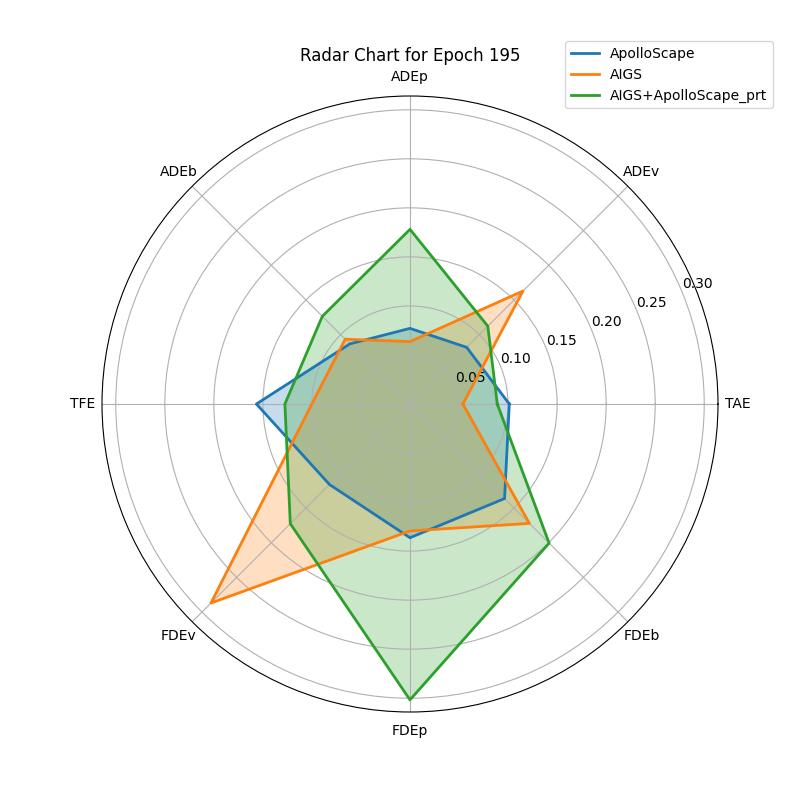 Radar Chart for Epoch 195
ApolloScape
AIGS
AIGS+ApolloScape_prt
ADEp
ADEb
ADEv
0.30
0.25
0.20
0.15
0.10
0.05
TFE
TAE
FDEv
FDEb
FDEp